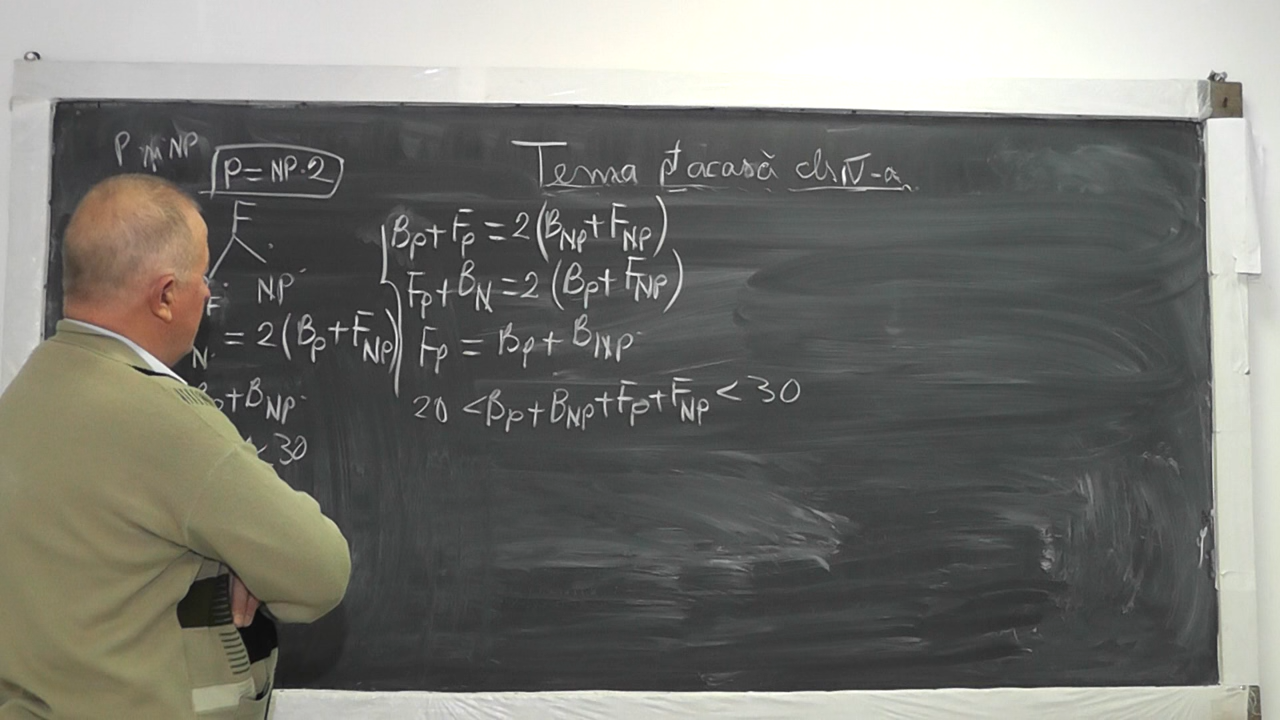 P NP
P = NP·2
Tema pt acasă cls IV-a
F
F NP
N = 2(Bp+FNP)
+BNP
< 30
Bp+Fp = 2(BNp+FNp)
Fp+BN = 2(Bp+FNp)
Fp = Bp+BNp
20 < Bp+BNp+Fp+FNp < 30